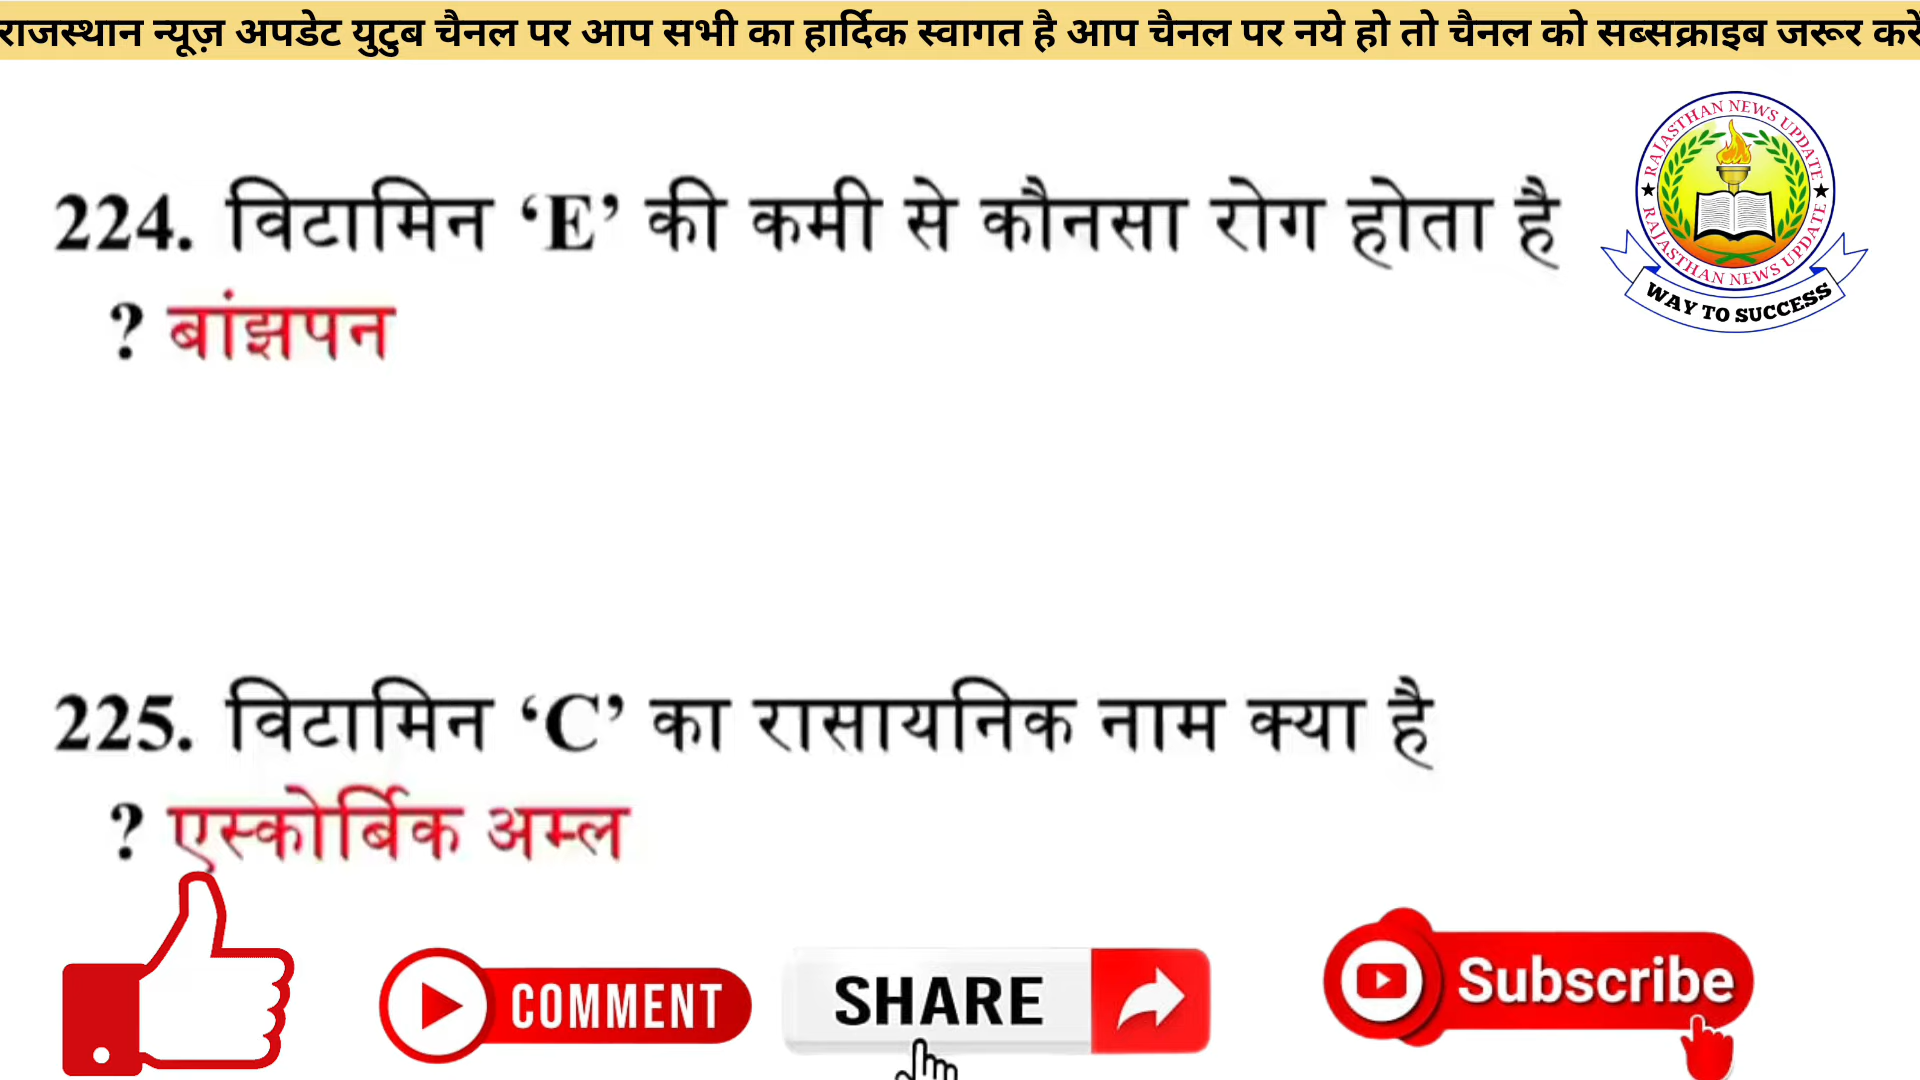 राजस्थान न्यूज़ अपडेट युटुब चैनल पर आप सभी का हार्दिक स्वागत है आप चैनल पर नये हो तो चैनल को सब्सक्राइब जरूर करें
RAJASTHAN NEWS UPDATE
RAJASTHAN NEWS UPDATE
WAY TO SUCCESS
224. विटामिन ‘E’ की कमी से कौनसा रोग होता है
? बांझपन
225. विटामिन ‘C’ का रासायनिक नाम क्या है
? एस्कोर्बिक अम्ल
COMMENT
SHARE
Subscribe